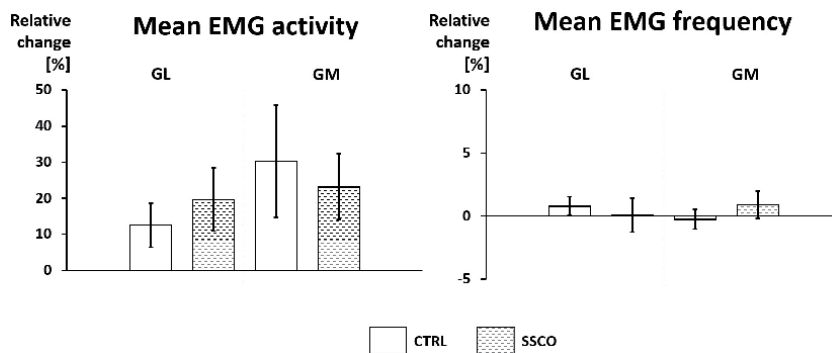 Mean EMG activity
Relative
change
[%]
GL
GM
50
40
30
20
10
0
Mean EMG frequency
Relative
change
[%]
GL
GM
10
5
0
-5
CTRL
SSCO